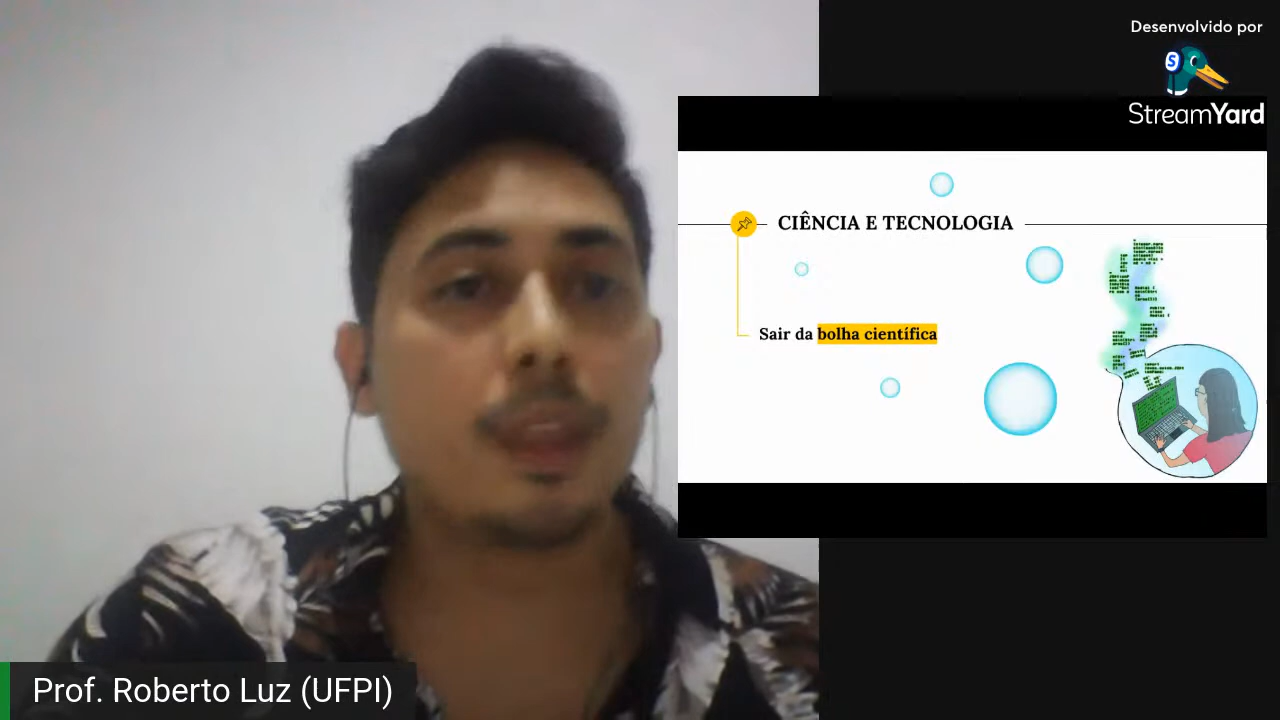 Desenvolvido por
StreamYard
CIÊNCIA E TECNOLOGIA
Sair da bolha científica
Prof. Roberto Luz (UFPI)